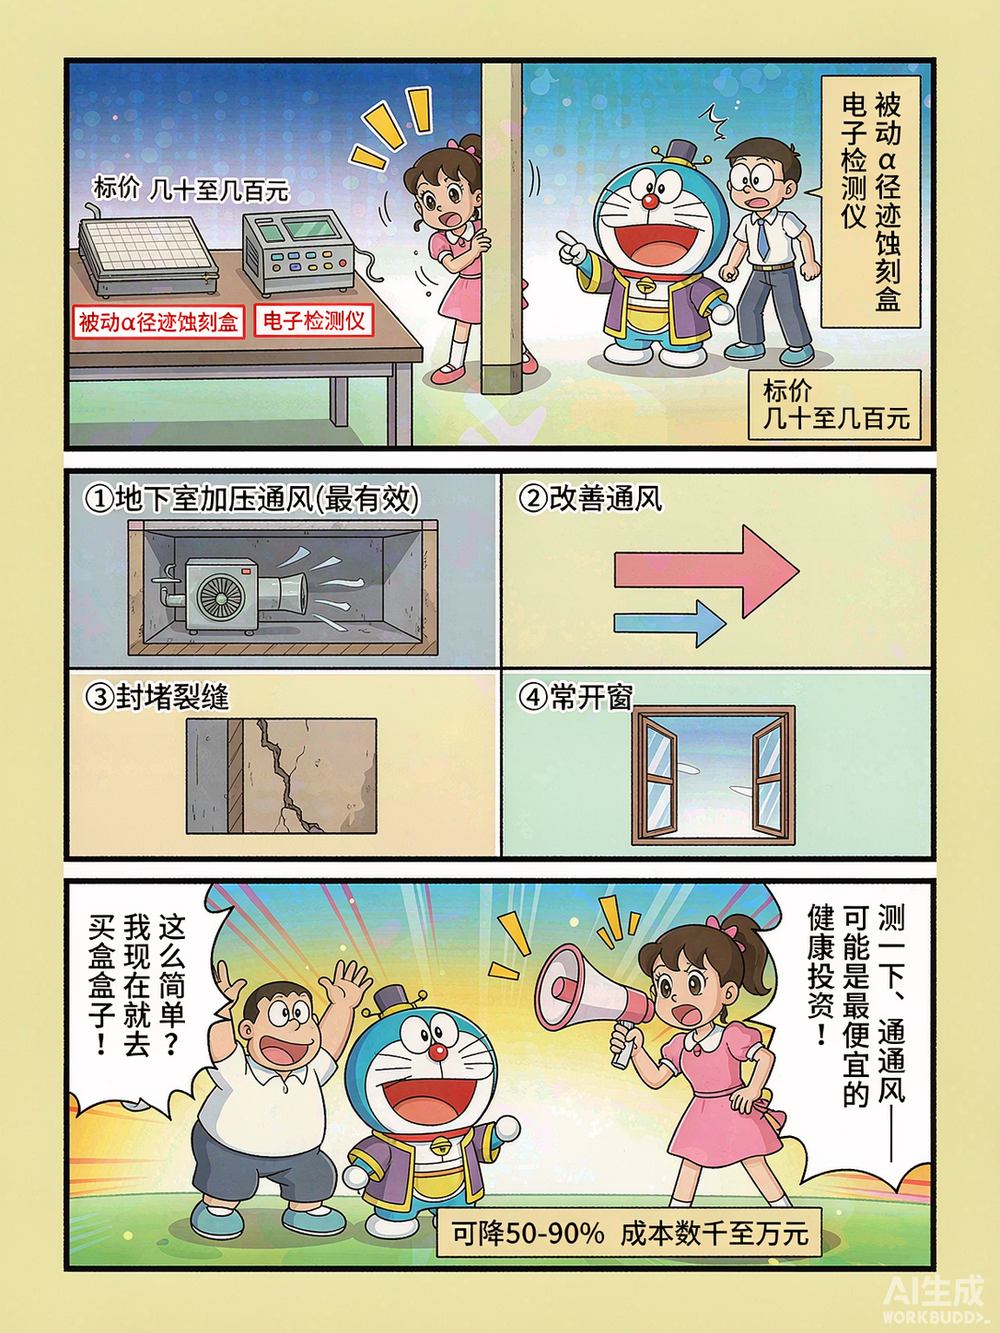 标价 几十至几百元
被动α径迹蚀刻盒
电子检测仪
被动α径迹蚀刻盒
电子检测仪
标价
几十至几百元
①地下室加压通风(最有效)
②改善通风
③封堵裂缝
④常开窗
这么简单?
我现在就去
买盒盒子!
测一下、通通风——
可能是最便宜的
健康投资!
可降50-90% 成本数千至万元
AI生成
WORKBUDD>_